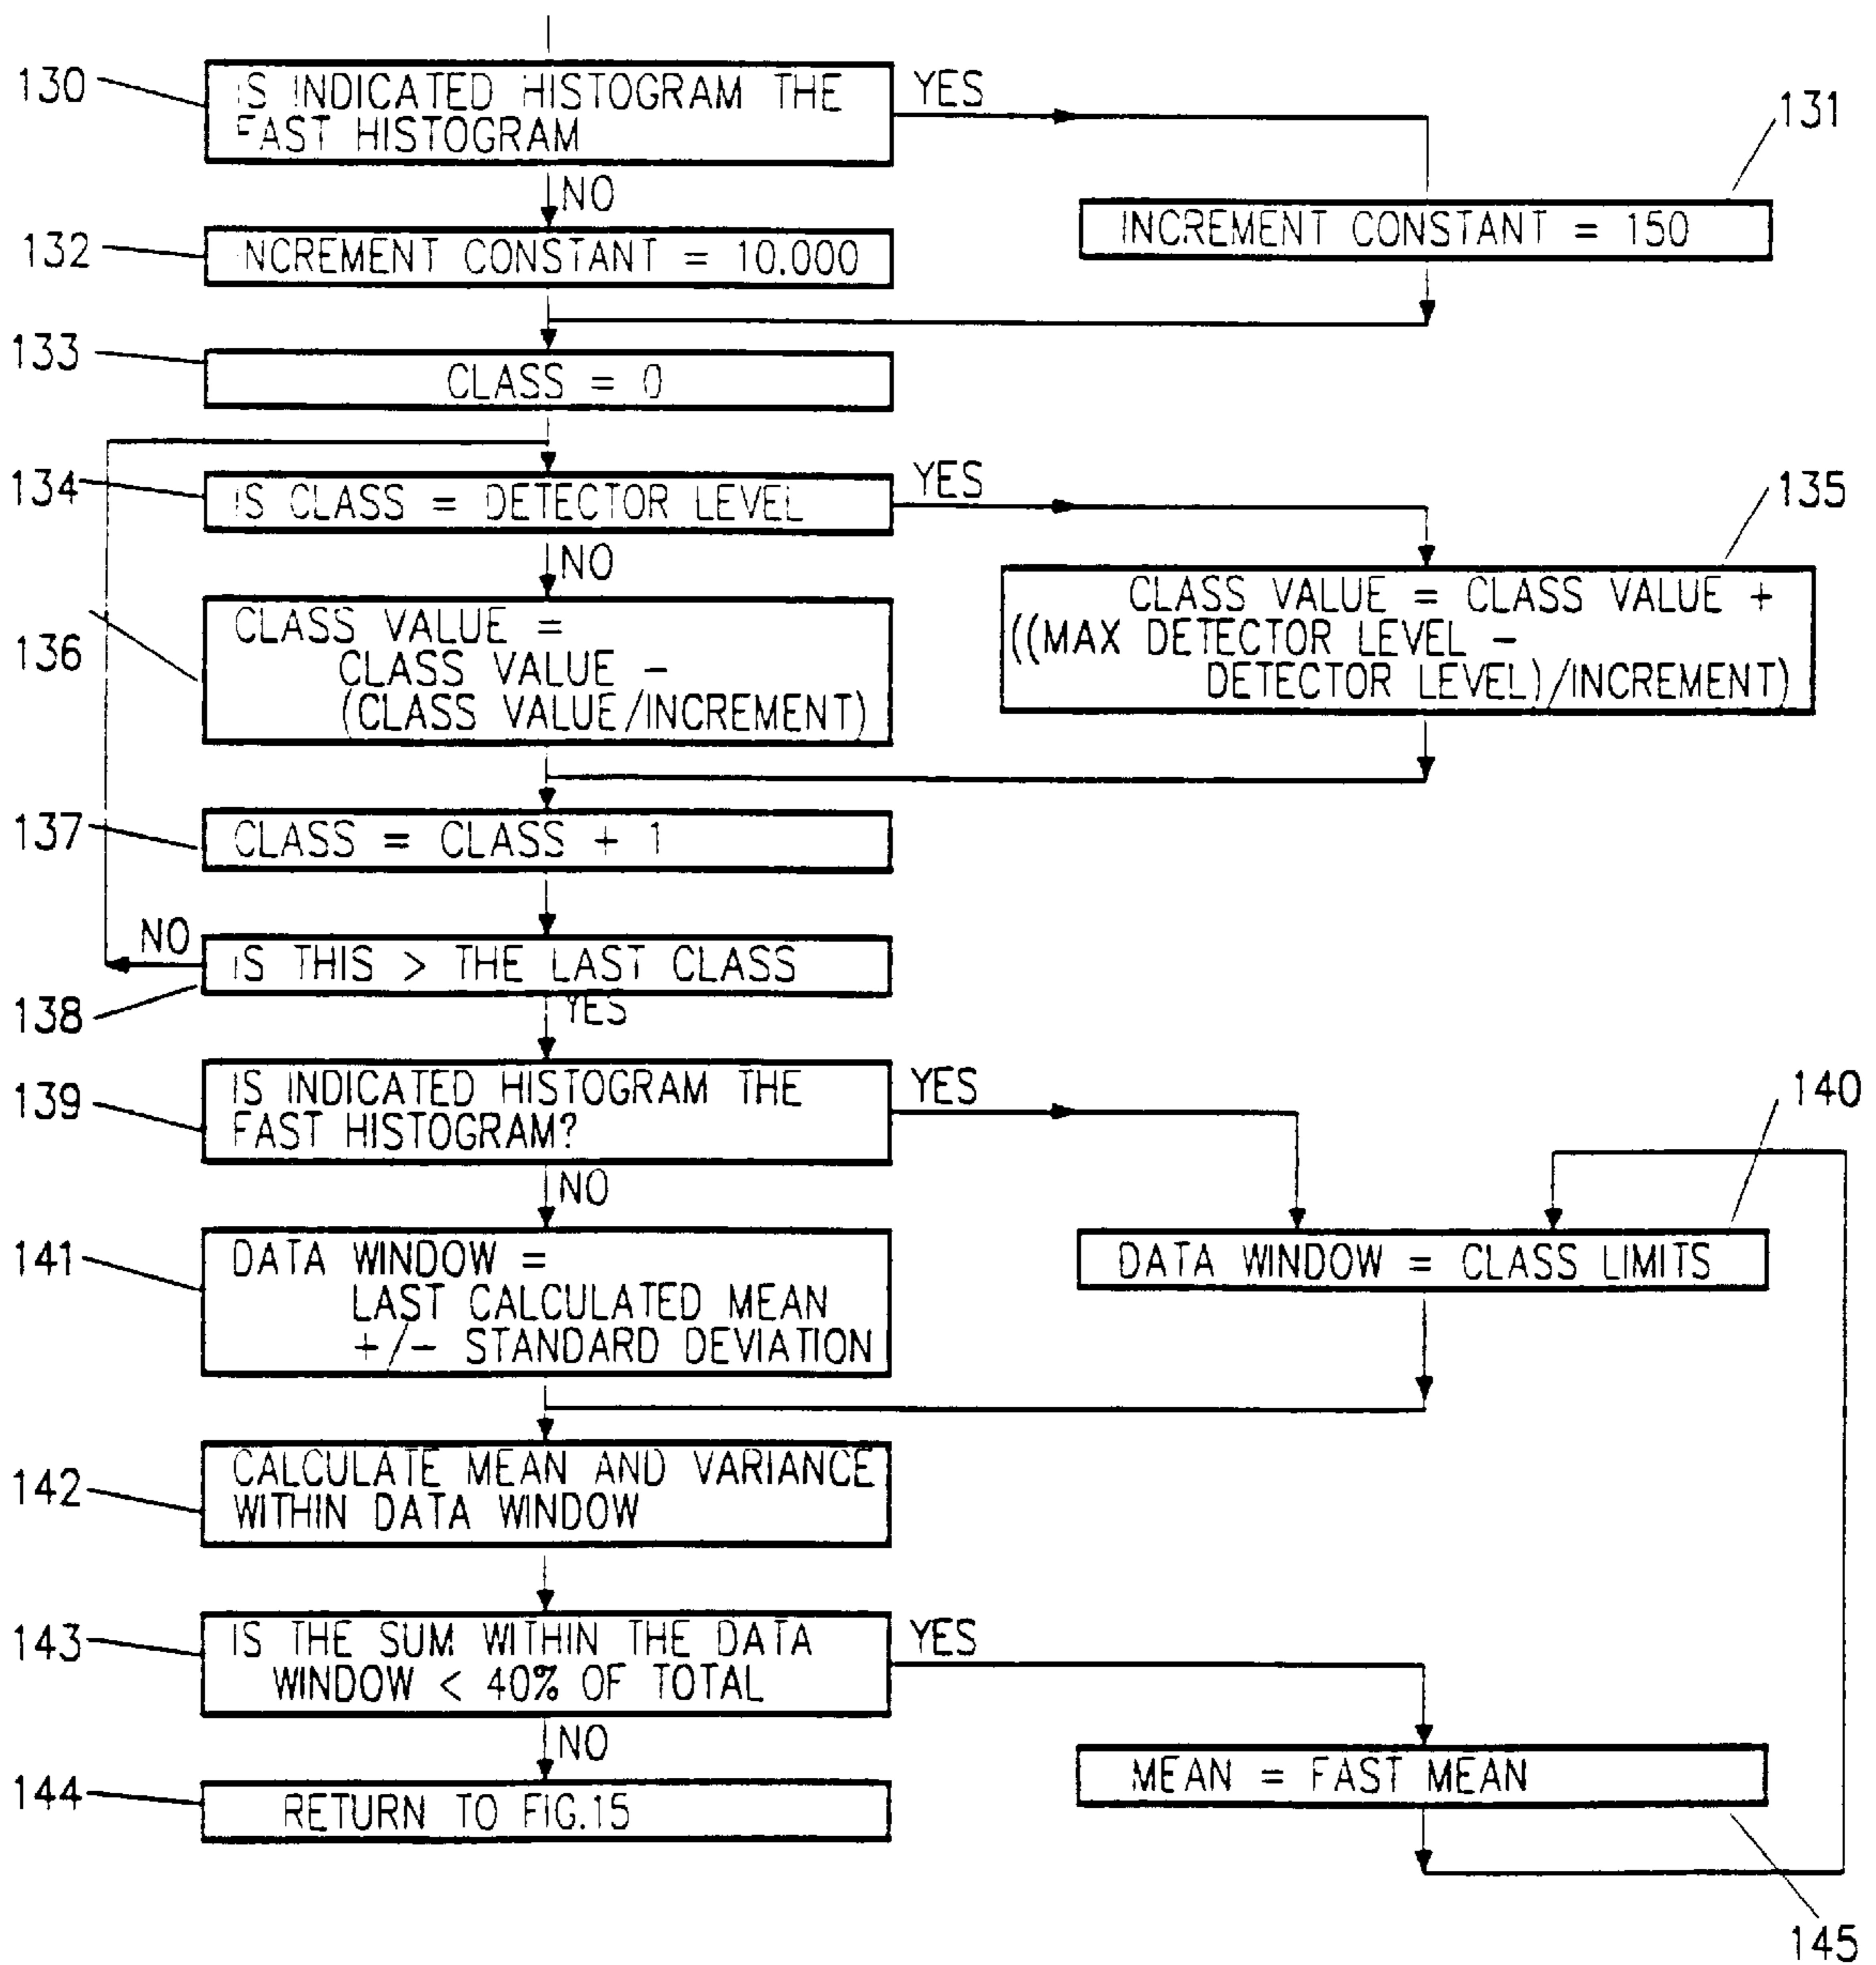 130
IS INDICATED HISTOGRAM THE
FAST HISTOGRAM
YES
131
NO
INCREMENT CONSTANT = 150
132
NCREMENT CONSTANT = 10.000
133
CLASS = 0
134
IS CLASS = DETECTOR LEVEL
YES
135
NO
136
CLASS VALUE =
CLASS VALUE -
(CLASS VALUE/INCREMENT)
CLASS VALUE = CLASS VALUE +
((MAX DETECTOR LEVEL -
DETECTOR LEVEL)/INCREMENT)
137
CLASS = CLASS + 1
NO
IS THIS > THE LAST CLASS
138
YES
139
IS INDICATED HISTOGRAM THE
FAST HISTOGRAM?
YES
140
NO
141
DATA WINDOW =
LAST CALCULATED MEAN
+/- STANDARD DEVIATION
DATA WINDOW = CLASS LIMITS
142
CALCULATE MEAN AND VARIANCE
WITHIN DATA WINDOW
143
IS THE SUM WITHIN THE DATA
WINDOW < 40% OF TOTAL
YES
NO
MEAN = FAST MEAN
144
RETURN TO FIG.15
145